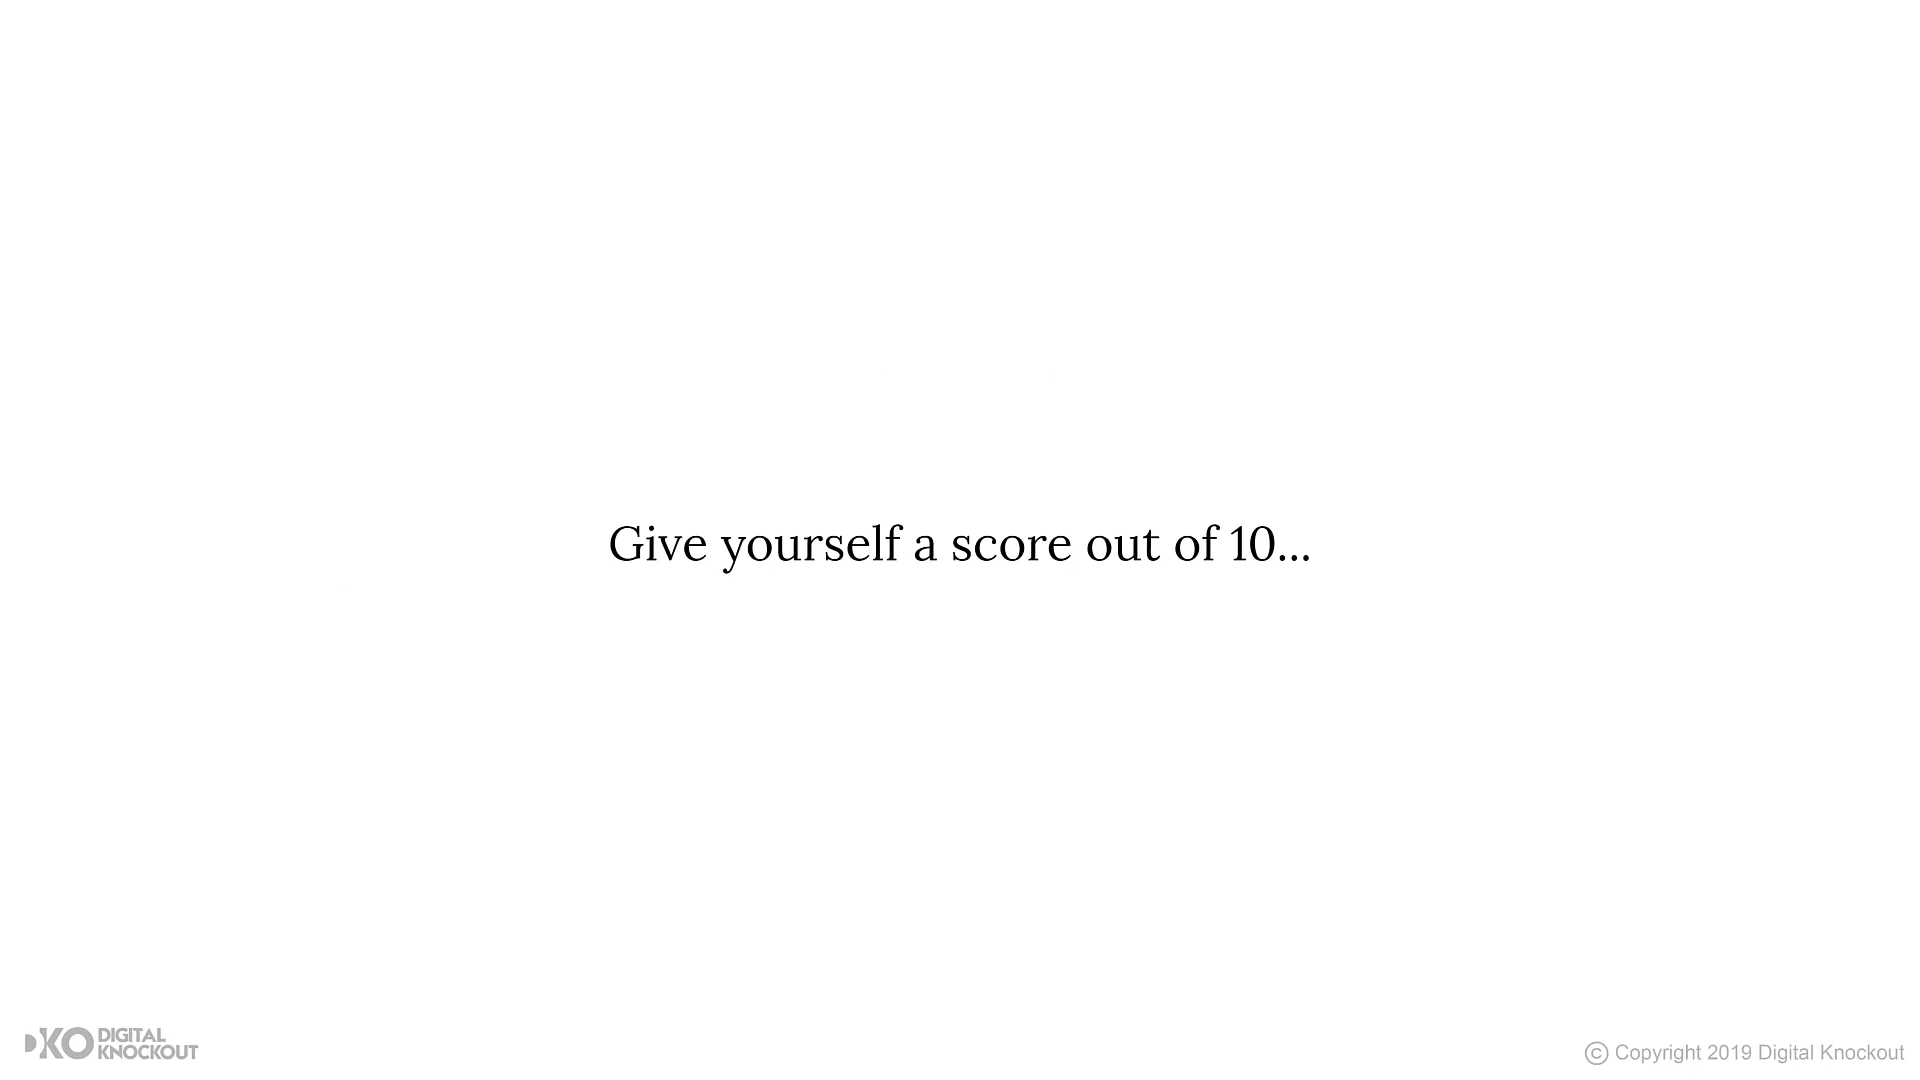 Give yourself a score out of 10...
DKO DIGITAL
KNOCKOUT
© Copyright 2019 Digital Knockout